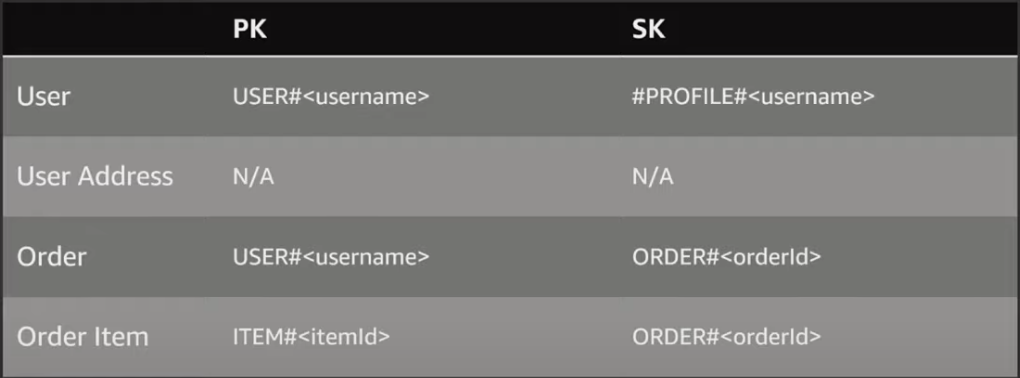 PK SK
User USER#<username> #PROFILE#<username>
User Address N/A N/A
Order USER#<username> ORDER#<orderId>
Order Item ITEM#<itemId> ORDER#<orderId>